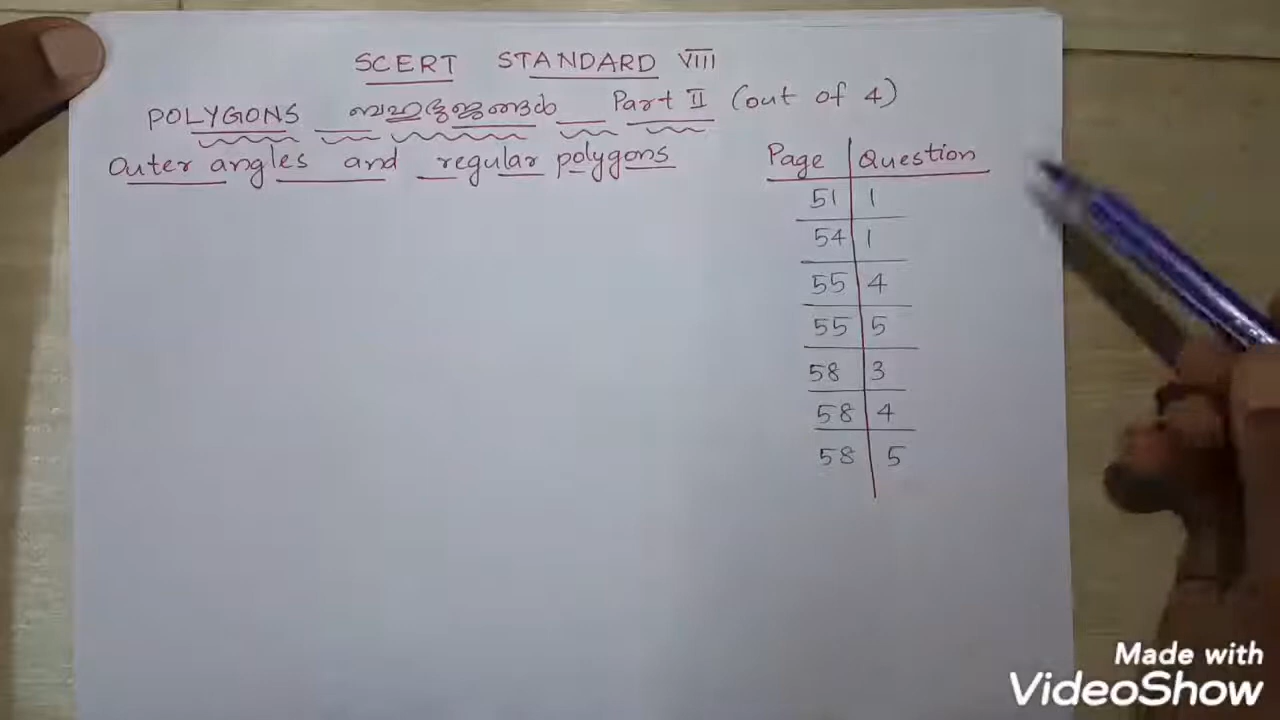 SCERT STANDARD VIII
POLYGONS ബഹുഭുജങ്ങൾ Part II (out of 4)
Outer angles and regular polygons
Page Question
51 1
54 1
55 4
55 5
58 3
58 4
58 5
Made with
VideoShow